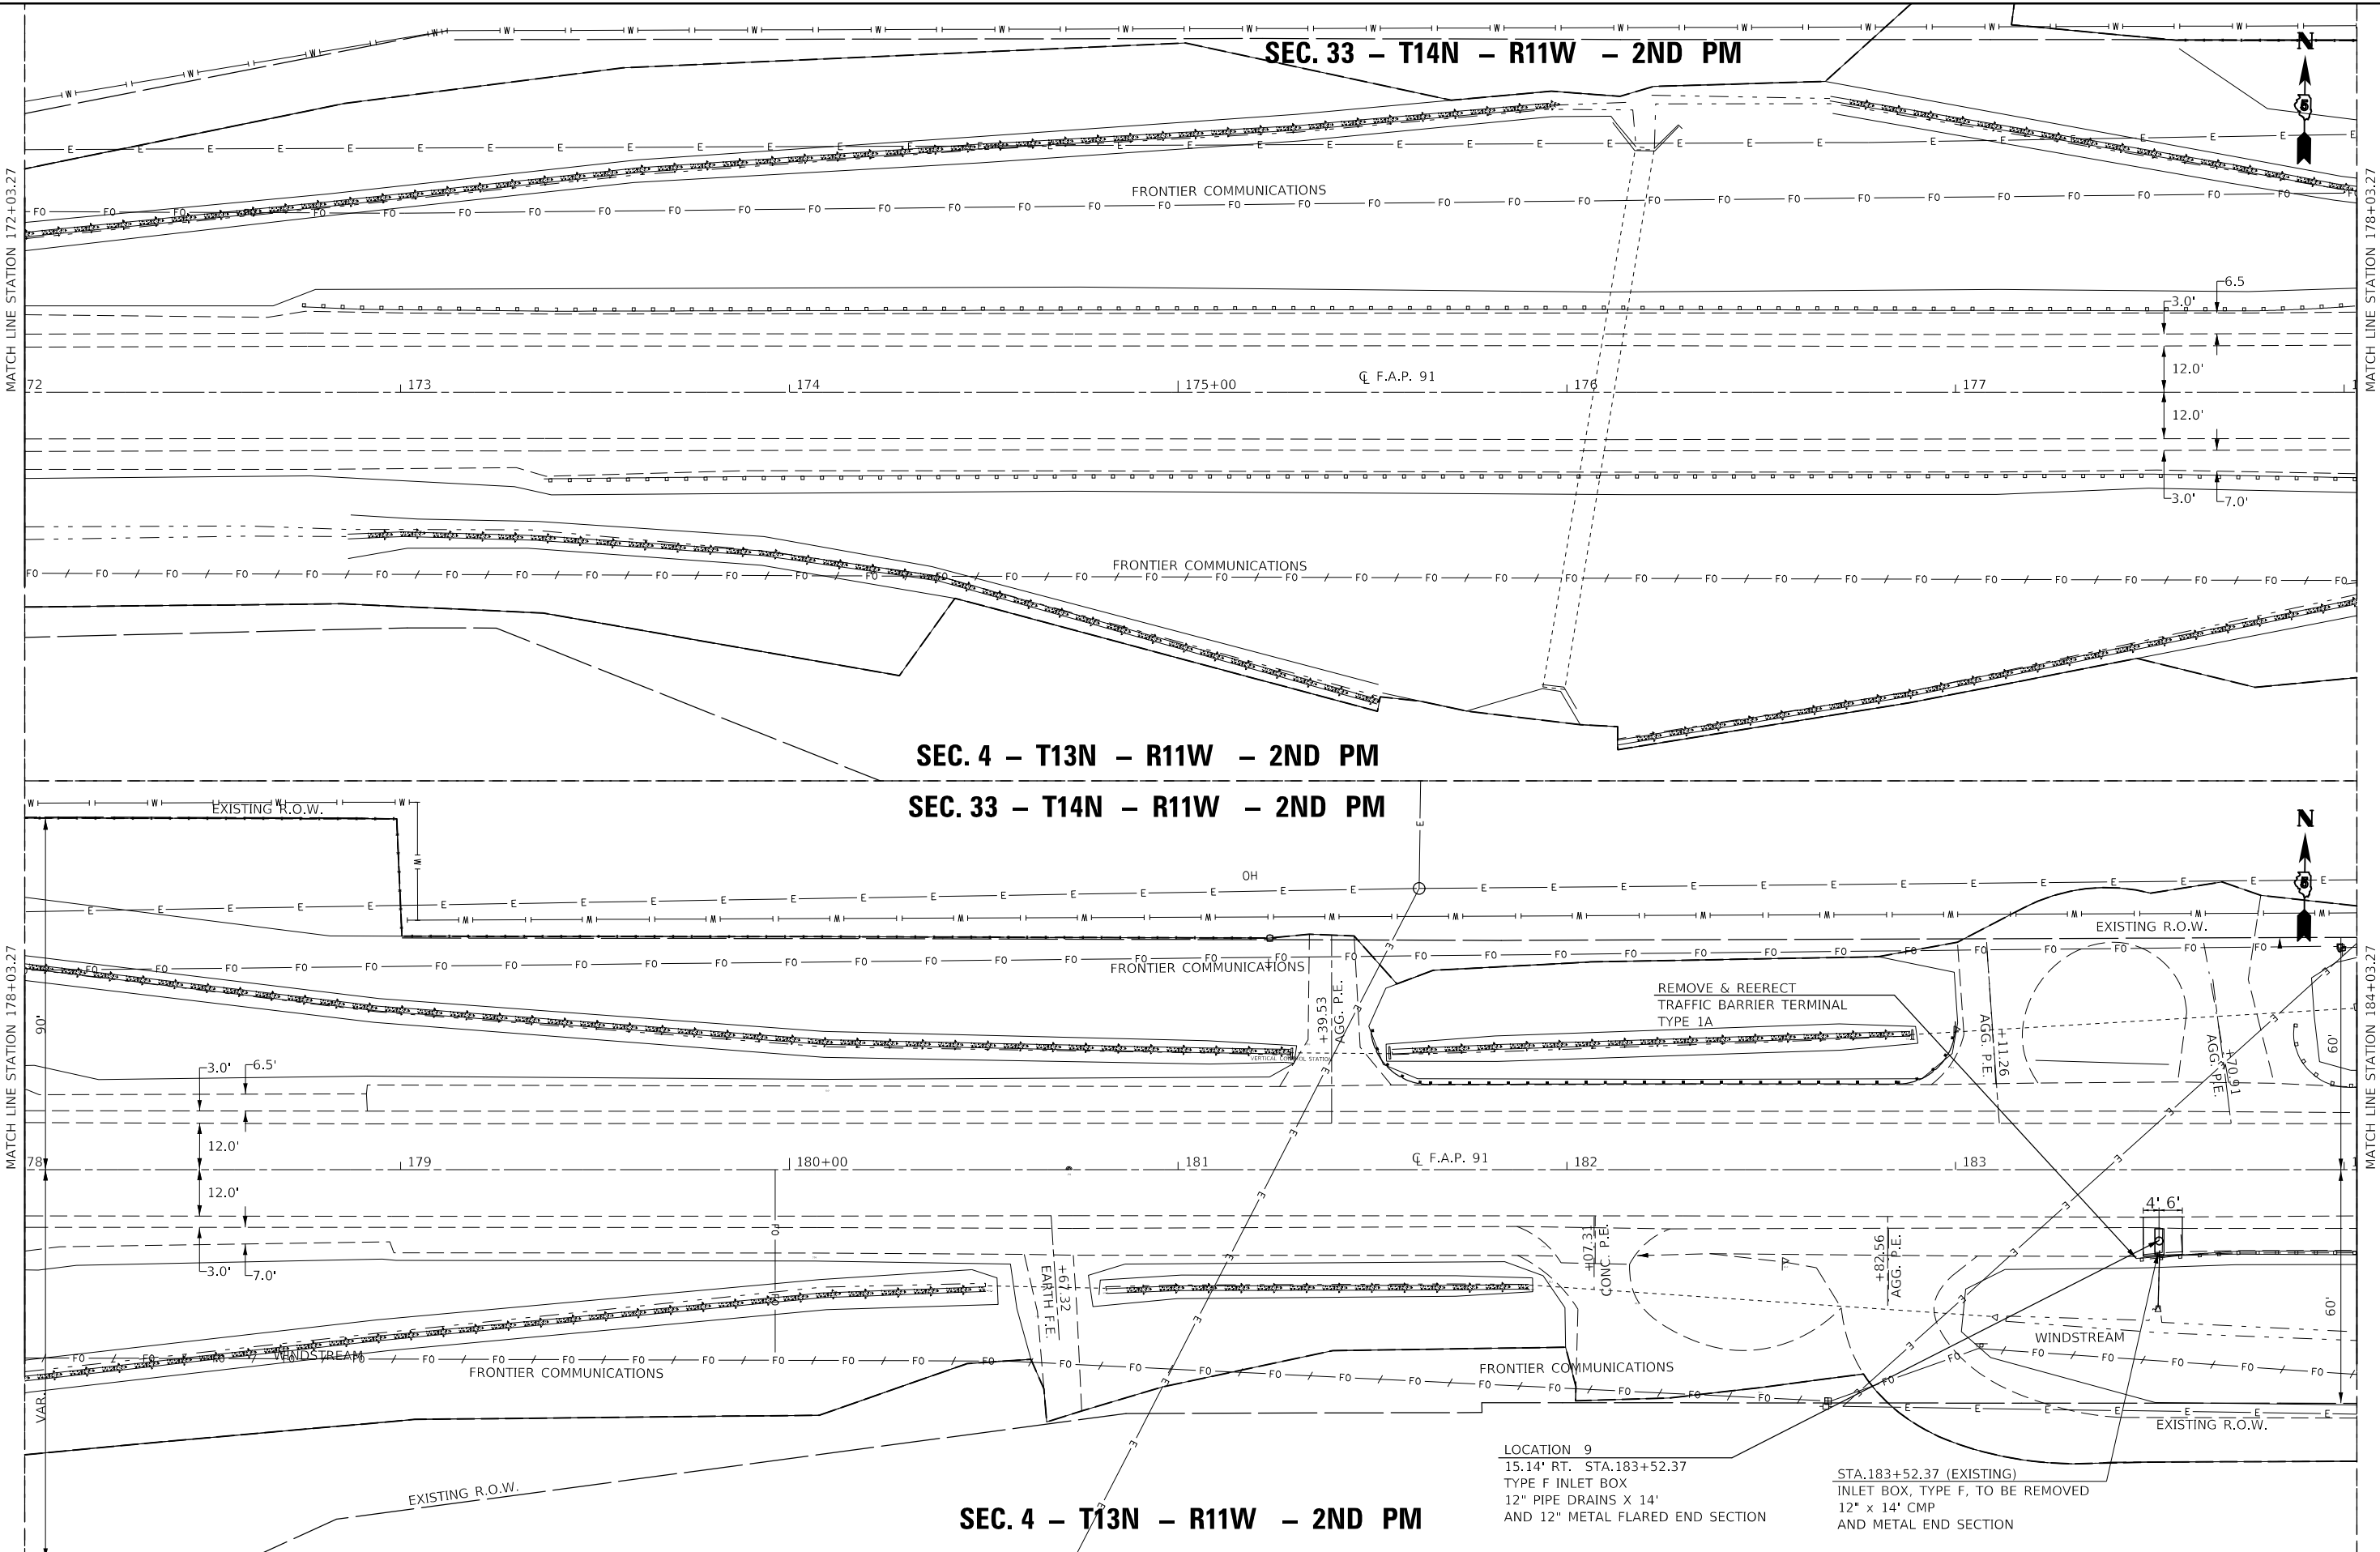 SEC. 33 – T14N – R11W – 2ND PM
N
5
MATCH LINE STATION 172+03.27
MATCH LINE STATION 178+03.27
FRONTIER COMMUNICATIONS
6.5
3.0'
12.0'
72
173
174
175+00
℄ F.A.P. 91
176
177
1
12.0'
3.0'
7.0'
FRONTIER COMMUNICATIONS
SEC. 4 – T13N – R11W – 2ND PM
SEC. 33 – T14N – R11W – 2ND PM
EXISTING R.O.W.
N
5
OH
EXISTING R.O.W.
FRONTIER COMMUNICATIONS
MATCH LINE STATION 178+03.27
MATCH LINE STATION 184+03.27
90'
+39.53
AGG. P.E.
REMOVE & REERECT
TRAFFIC BARRIER TERMINAL
TYPE 1A
VERTICAL CONTROL STATION
+11.26
AGG. P.E.
+70.91
AGG. P.E.
60'
3.0'
6.5'
12.0'
78
179
180+00
181
℄ F.A.P. 91
182
183
1
12.0'
4'
6'
3.0'
7.0'
+67.32
EARTH F.E.
+07.33
CONC. P.E.
+82.56
AGG. P.E.
P
60'
WINDSTREAM
WINDSTREAM
FRONTIER COMMUNICATIONS
FRONTIER COMMUNICATIONS
VAR.
EXISTING R.O.W.
EXISTING R.O.W.
LOCATION 9
15.14' RT. STA.183+52.37
TYPE F INLET BOX
12" PIPE DRAINS X 14'
AND 12" METAL FLARED END SECTION
STA.183+52.37 (EXISTING)
INLET BOX, TYPE F, TO BE REMOVED
12" x 14' CMP
AND METAL END SECTION
SEC. 4 – T13N – R11W – 2ND PM